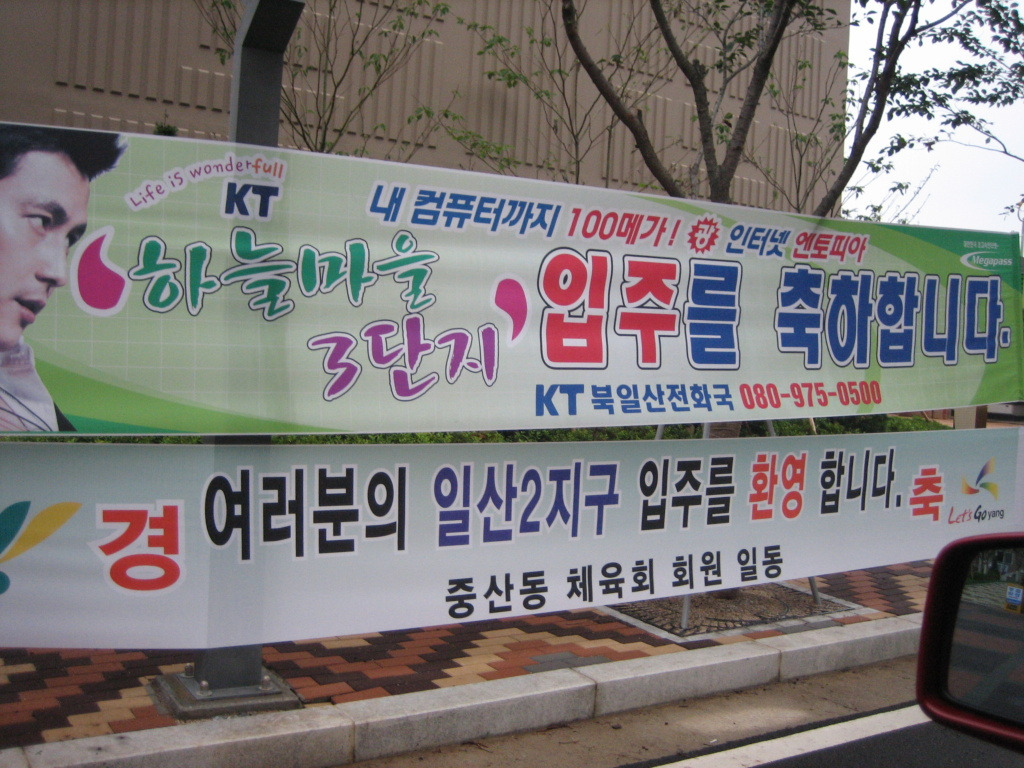 Life is wonderfull
KT
내 컴퓨터까지 100메가! 인터넷 엔토피아
Megapass
하늘마을
3단지
입주를 축하합니다.
KT 북일산전화국 080-975-0500
경 여러분의 일산2지구 입주를 환영 합니다. 축
Let's Goyang
중산동 체육회 회원 일동